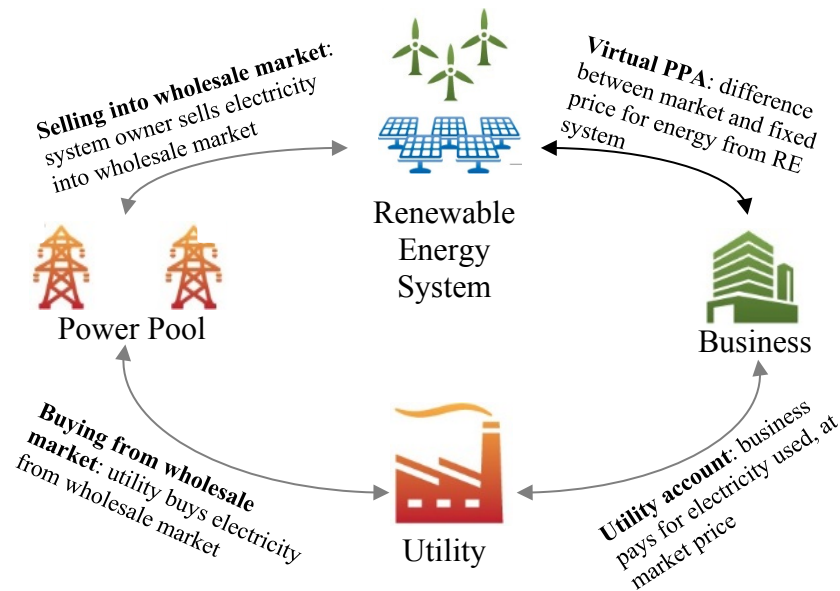 Selling into wholesale market:
system owner sells electricity
into wholesale market
Virtual PPA: difference
between market and fixed
price for energy from RE
system
Renewable
Energy
System
Power Pool
Business
Buying from wholesale
market: utility buys electricity
from wholesale market
Utility account: business
pays for electricity used, at
market price
Utility